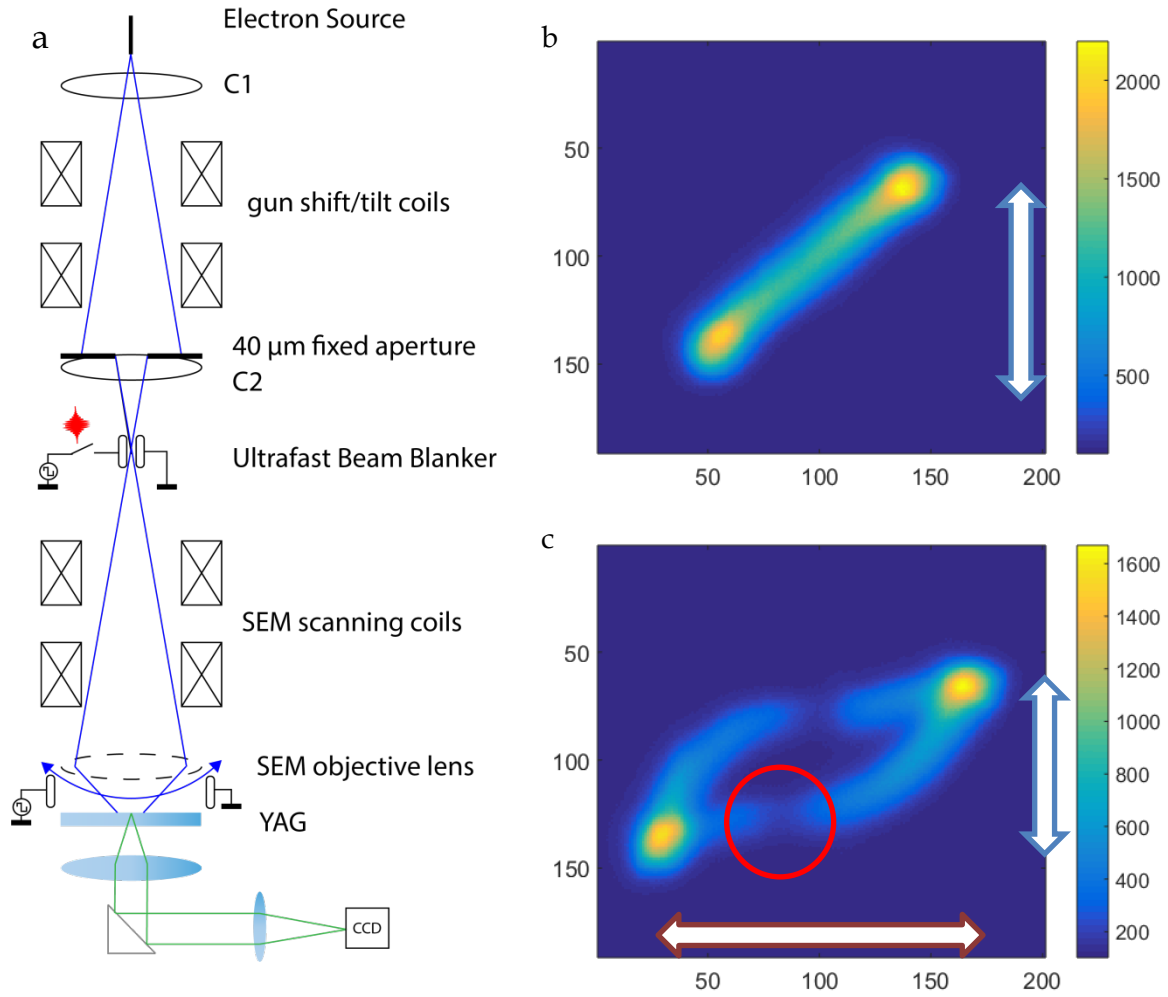 a
Electron Source
C1
gun shift/tilt coils
40 µm fixed aperture
C2
Ultrafast Beam Blanker
SEM scanning coils
SEM objective lens
YAG
CCD
b
50
100
150
50
100
150
200
2000
1500
1000
500
c
50
100
150
50
100
150
200
1600
1400
1200
1000
800
600
400
200